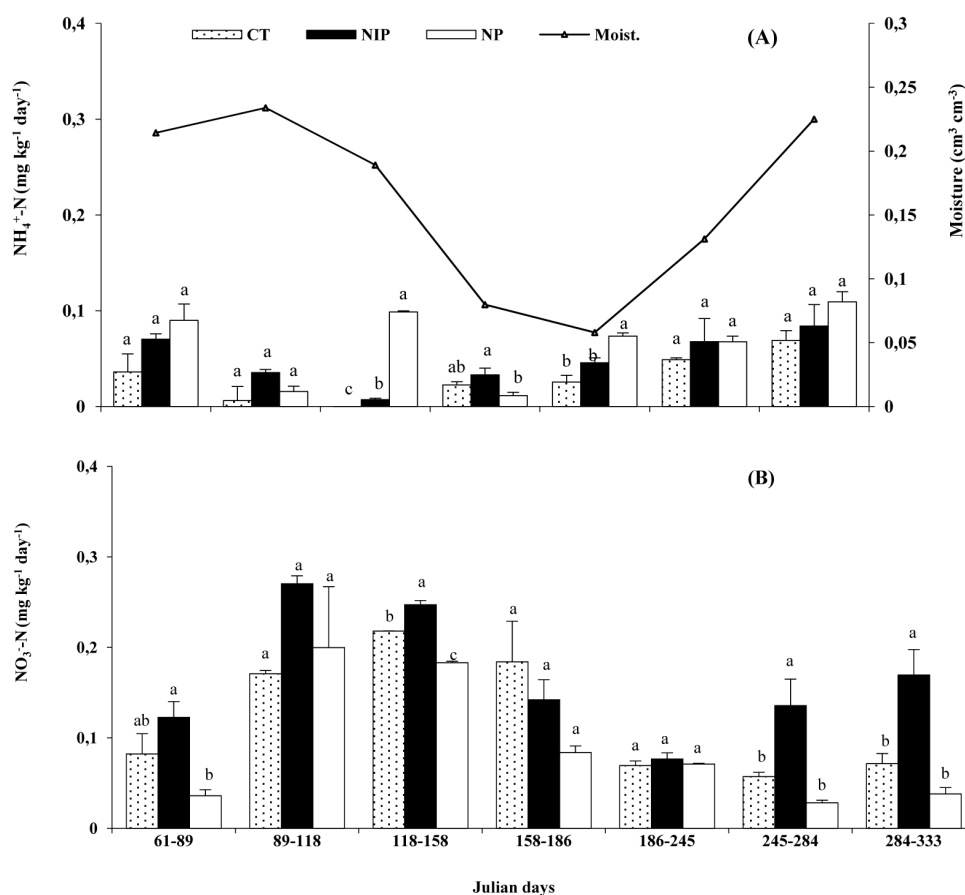 CT NIP NP Moist.
(A)
NH₄⁺-N (mg kg⁻¹ day⁻¹)
0,4
0,3
0,2
0,1
0
Moisture (cm³ cm⁻³)
0,3
0,25
0,2
0,15
0,1
0,05
0
a a a
a a a
c b a
ab a b
b b a
a a a
a a a
(B)
NO₃⁻-N (mg kg⁻¹ day⁻¹)
0,4
0,3
0,2
0,1
0
ab a b
a a a
b a c
a a a
a a a
b a b
b a b
61-89 89-118 118-158 158-186 186-245 245-284 284-333
Julian days